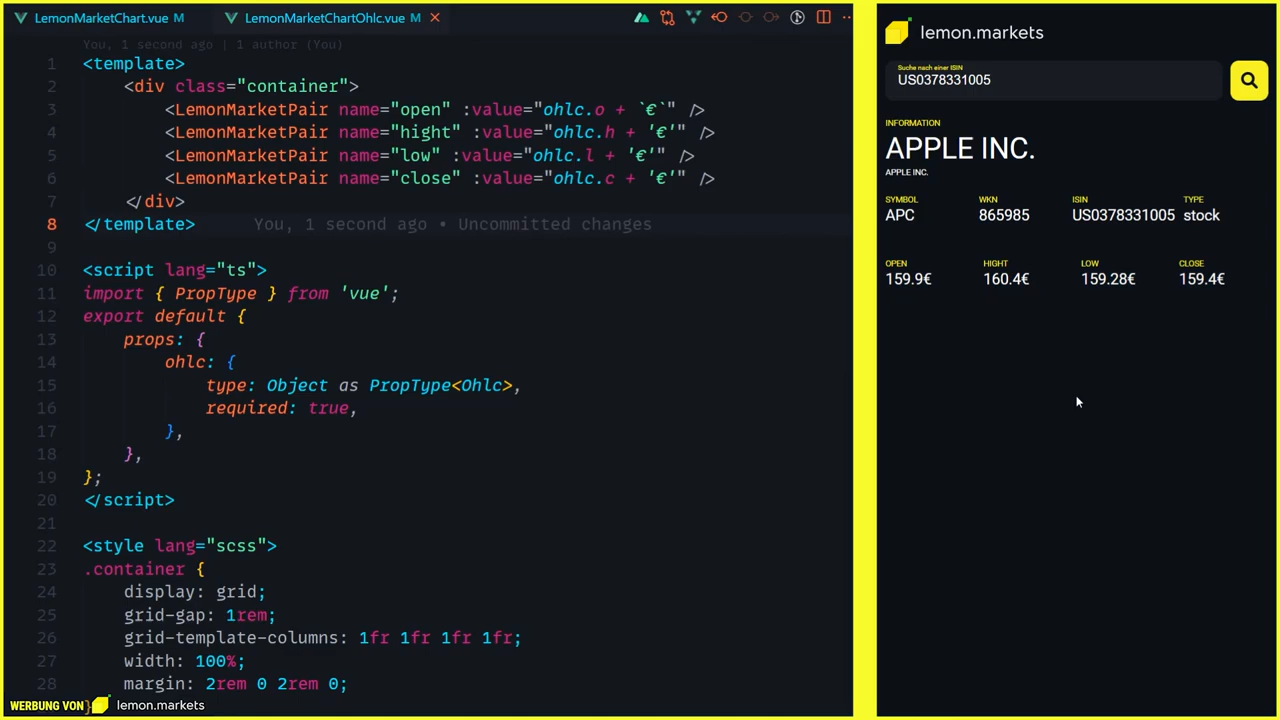 LemonMarketChart.vue M
LemonMarketChartOhlc.vue M
You, 1 second ago | 1 author (You)
1 <template>
2 <div class="container">
3 <LemonMarketPair name="open" :value="ohlc.o + `€`" />
4 <LemonMarketPair name="hight" :value="ohlc.h + '€'" />
5 <LemonMarketPair name="low" :value="ohlc.l + '€'" />
6 <LemonMarketPair name="close" :value="ohlc.c + '€'" />
7 </div>
8 </template> You, 1 second ago • Uncommitted changes
9
10 <script lang="ts">
11 import { PropType } from 'vue';
12 export default {
13 props: {
14 ohlc: {
15 type: Object as PropType<Ohlc>,
16 required: true,
17 },
18 },
19 };
20 </script>
21
22 <style lang="scss">
23 .container {
24 display: grid;
25 grid-gap: 1rem;
26 grid-template-columns: 1fr 1fr 1fr 1fr;
27 width: 100%;
28 margin: 2rem 0 2rem 0;
}
WERBUNG VON lemon.markets
lemon.markets
Suche nach einer ISIN
US0378331005
INFORMATION
APPLE INC.
APPLE INC.
SYMBOL WKN ISIN TYPE
APC 865985 US0378331005 stock
OPEN HIGHT LOW CLOSE
159.9€ 160.4€ 159.28€ 159.4€